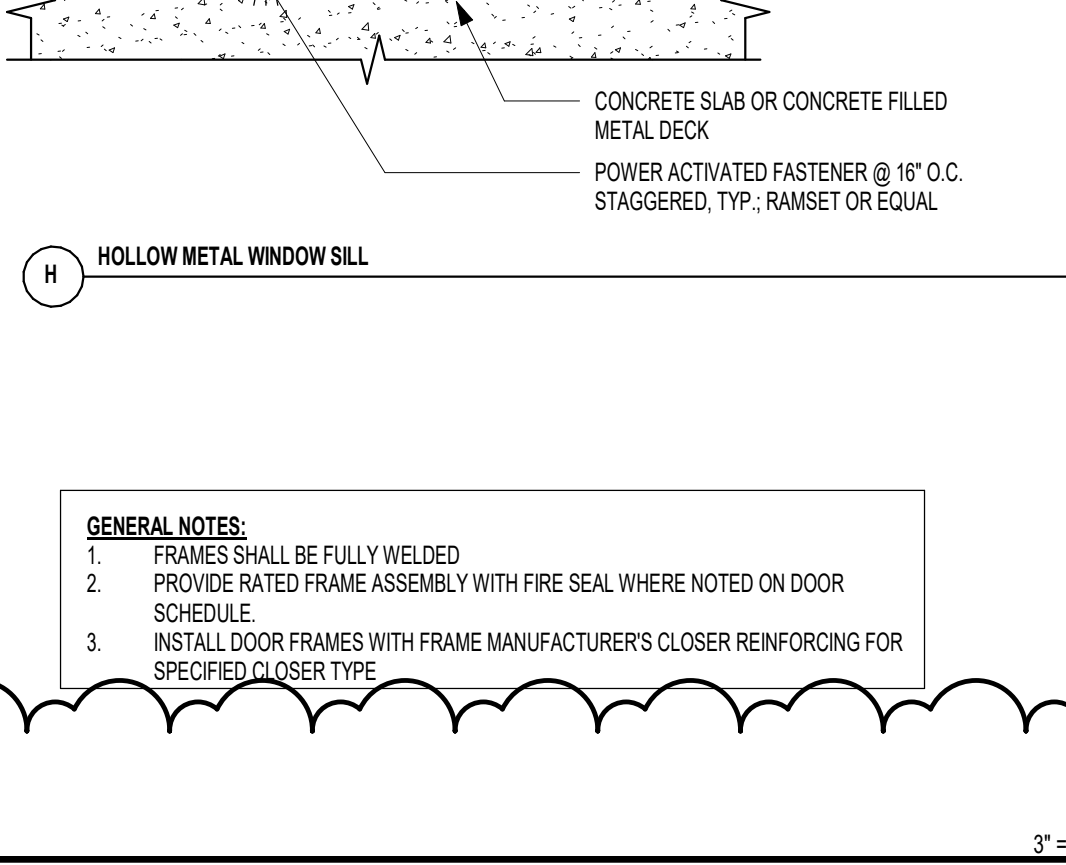 CONCRETE SLAB OR CONCRETE FILLED
METAL DECK
POWER ACTIVATED FASTENER @ 16" O.C.
STAGGERED, TYP.; RAMSET OR EQUAL
H
HOLLOW METAL WINDOW SILL
GENERAL NOTES:
1. FRAMES SHALL BE FULLY WELDED
2. PROVIDE RATED FRAME ASSEMBLY WITH FIRE SEAL WHERE NOTED ON DOOR
SCHEDULE.
3. INSTALL DOOR FRAMES WITH FRAME MANUFACTURER'S CLOSER REINFORCING FOR
SPECIFIED CLOSER TYPE
3" =